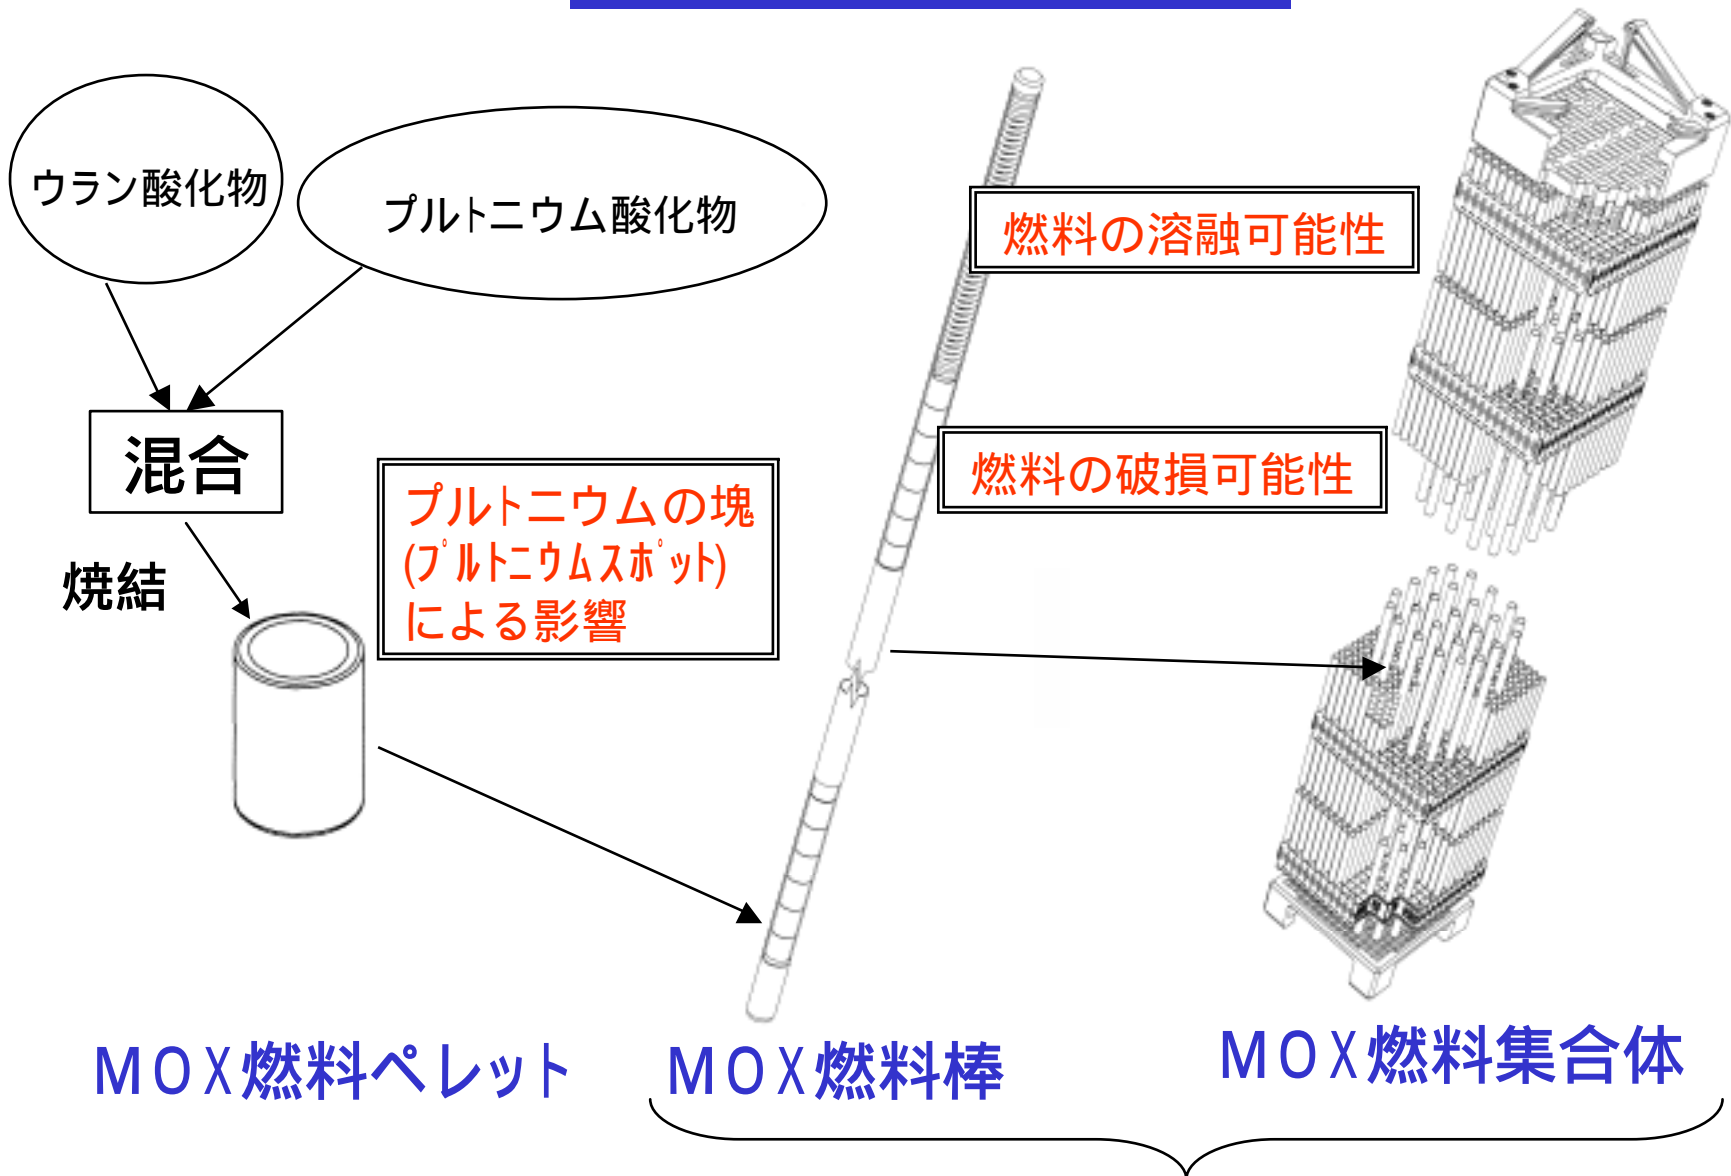 ウラン酸化物
プルトニウム酸化物
燃料の溶融可能性
混合
燃料の破損可能性
プルトニウムの塊
(プルトニウムスポット)
による影響
焼結
MOX燃料ペレット
MOX燃料棒
MOX燃料集合体